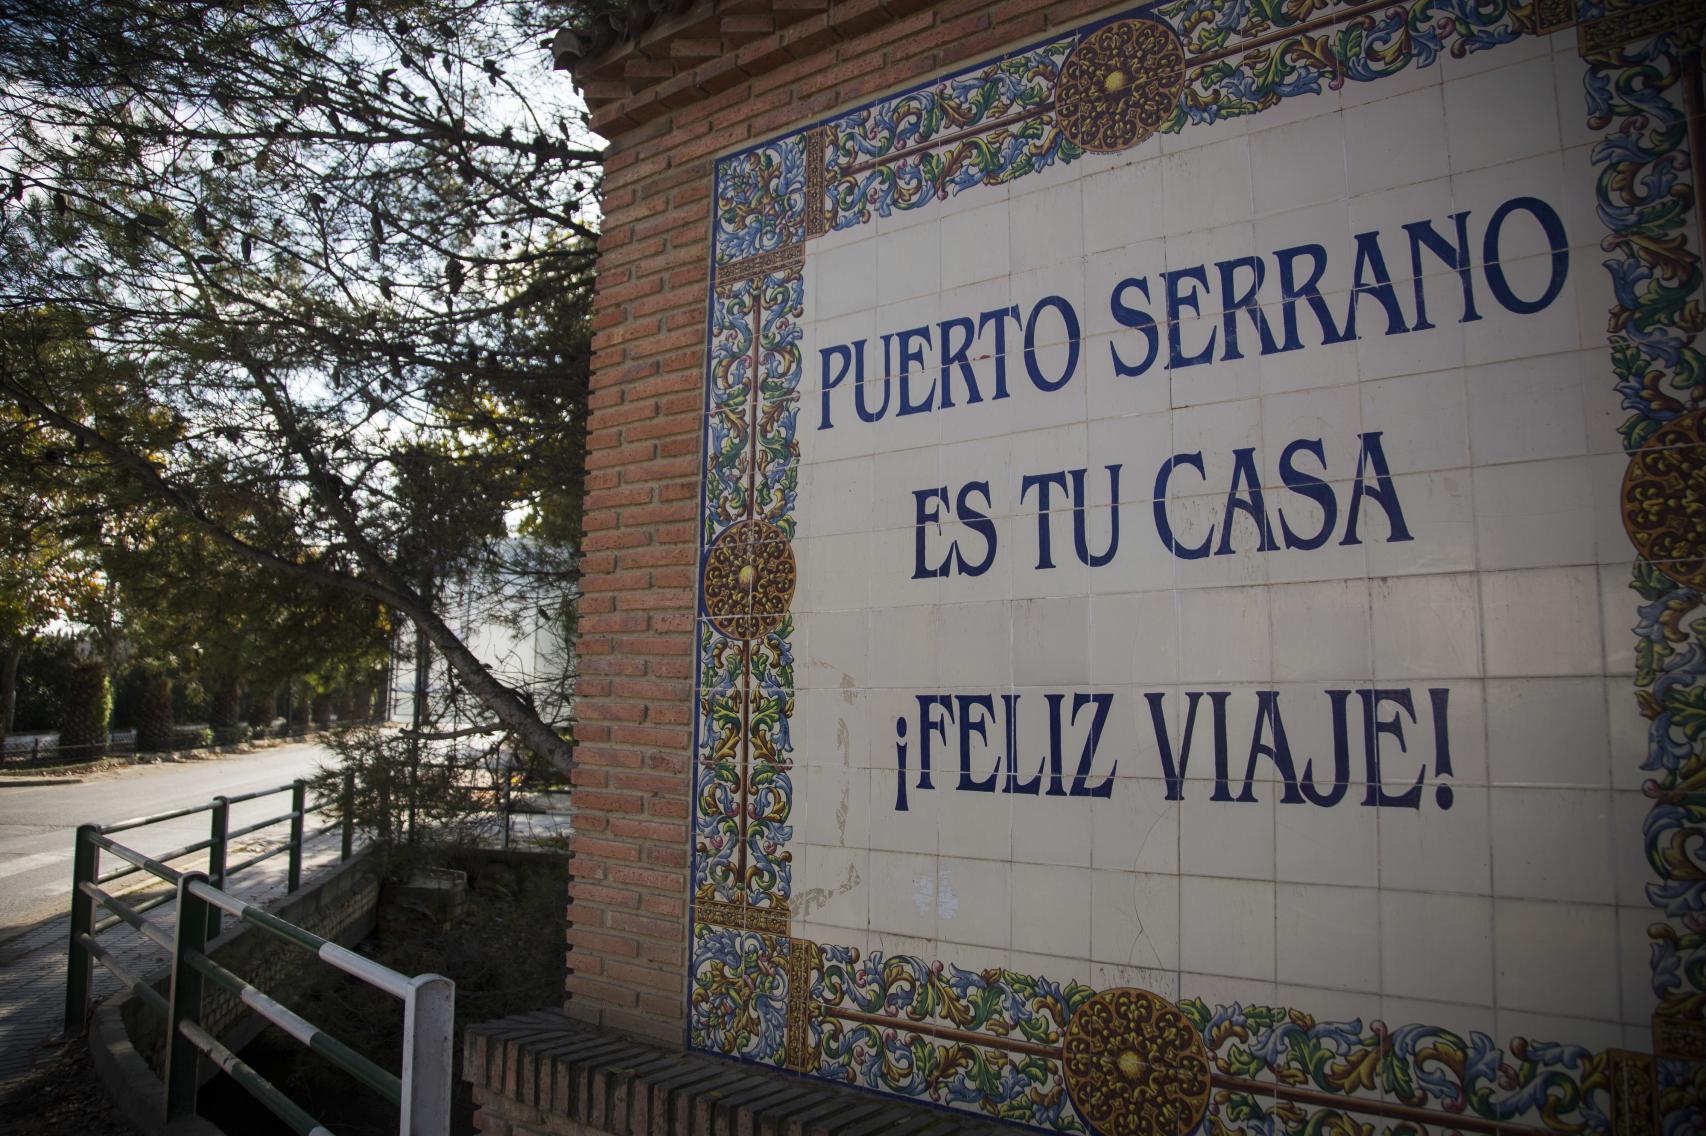 PUERTO SERRANO
ES TU CASA
¡FELIZ VIAJE!